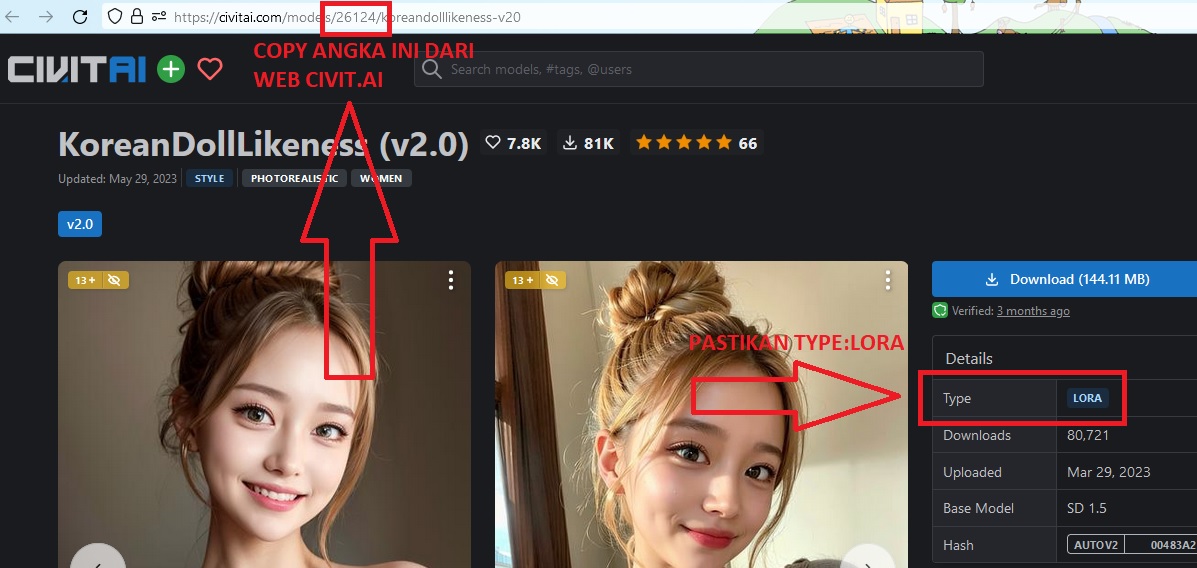 https://civitai.com/models/26124/koreandolllikeness-v20
COPY ANGKA INI DARI
WEB CIVIT.AI
CIVITAI
Search models, #tags, @users
KoreanDollLikeness (v2.0)
7.8K
81K
66
Updated: May 29, 2023
STYLE
PHOTOREALISTIC
WOMEN
v2.0
13+
13+
Download (144.11 MB)
Verified: 3 months ago
PASTIKAN TYPE:LORA
Details
Type LORA
Downloads 80,721
Uploaded Mar 29, 2023
Base Model SD 1.5
Hash AUTOV2 00483A2